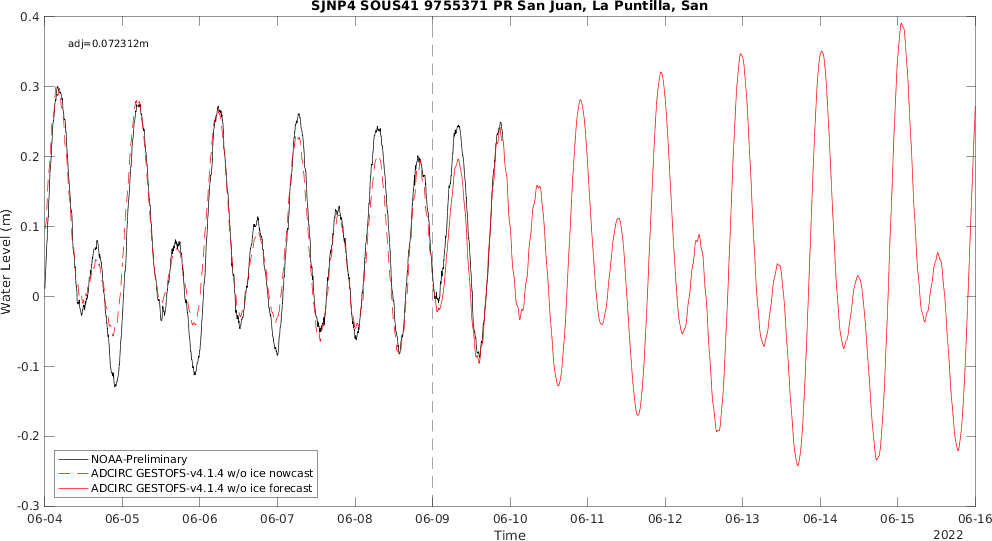 SJNP4 SOUS41 9755371 PR San Juan, La Puntilla, San
adj=0.072312m
Water Level (m)
0.4
0.3
0.2
0.1
0
-0.1
-0.2
-0.3
NOAA-Preliminary
ADCIRC GESTOFS-v4.1.4 w/o ice nowcast
ADCIRC GESTOFS-v4.1.4 w/o ice forecast
06-04 06-05 06-06 06-07 06-08 06-09 06-10 06-11 06-12 06-13 06-14 06-15 06-16
Time
2022